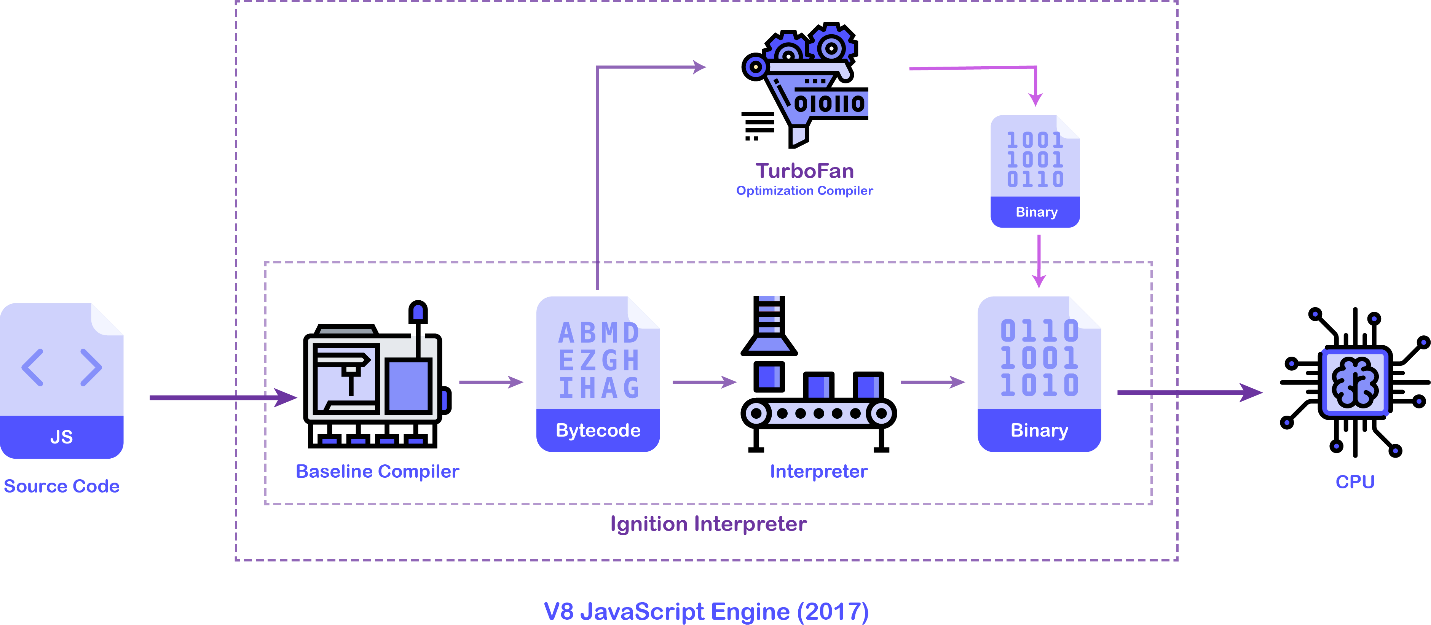 010110
TurboFan
Optimization Compiler
1001
1001
0110
Binary
JS
Source Code
Baseline Compiler
ABMD
EZGH
IHAG
Bytecode
Interpreter
0110
1001
1010
Binary
CPU
Ignition Interpreter
V8 JavaScript Engine (2017)